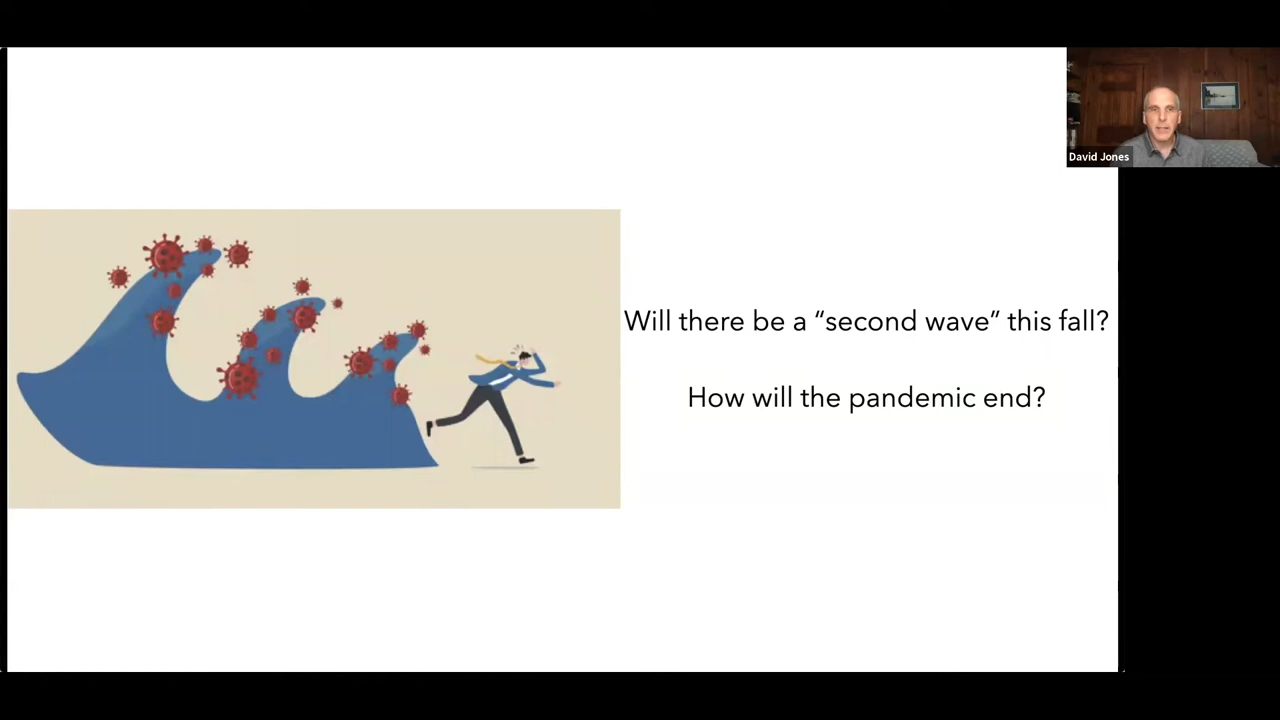 David Jones
Will there be a “second wave” this fall?
How will the pandemic end?